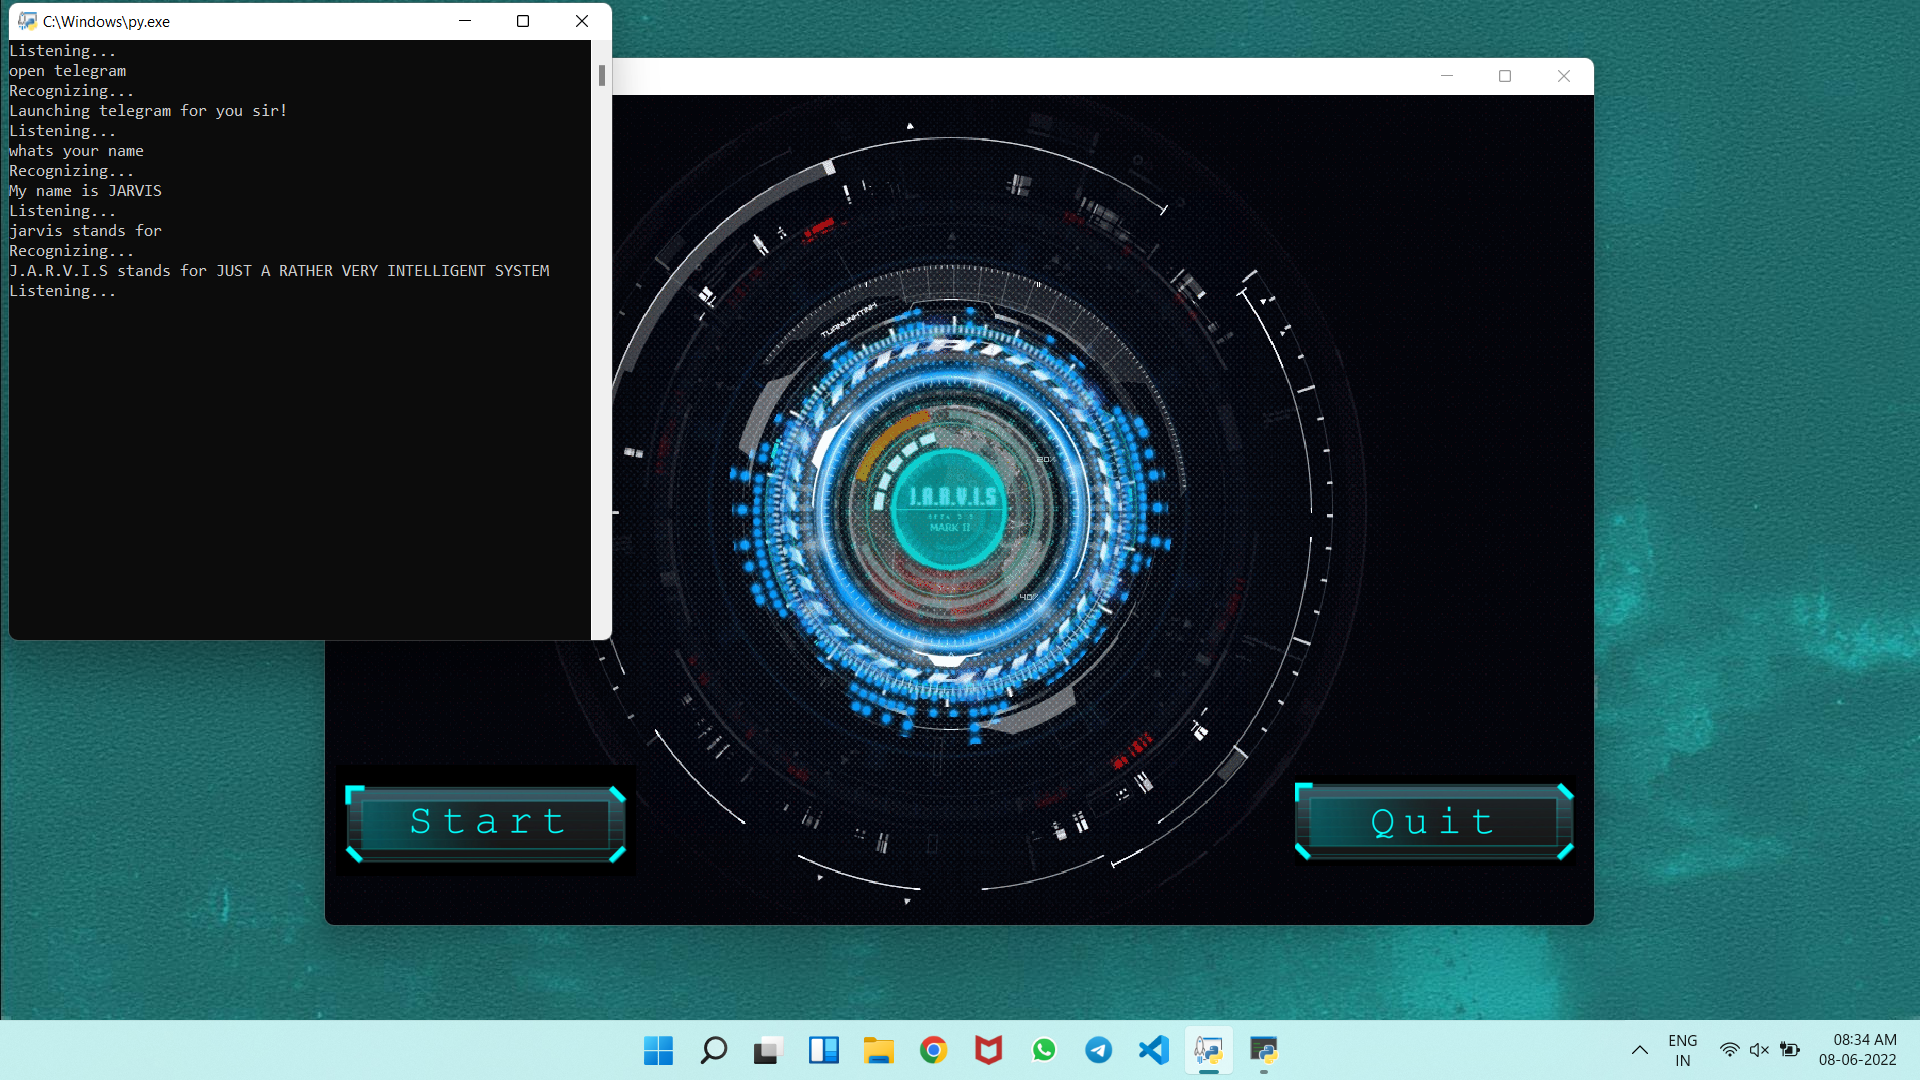 C:\Windows\py.exe
Listening...
open telegram
Recognizing...
Launching telegram for you sir!
Listening...
whats your name
Recognizing...
My name is JARVIS
Listening...
jarvis stands for
Recognizing...
J.A.R.V.I.S stands for JUST A RATHER VERY INTELLIGENT SYSTEM
Listening...
20%
J.A.R.V.I.S
MARK II
40%
Start
Quit
ENG
IN
08:34 AM
08-06-2022